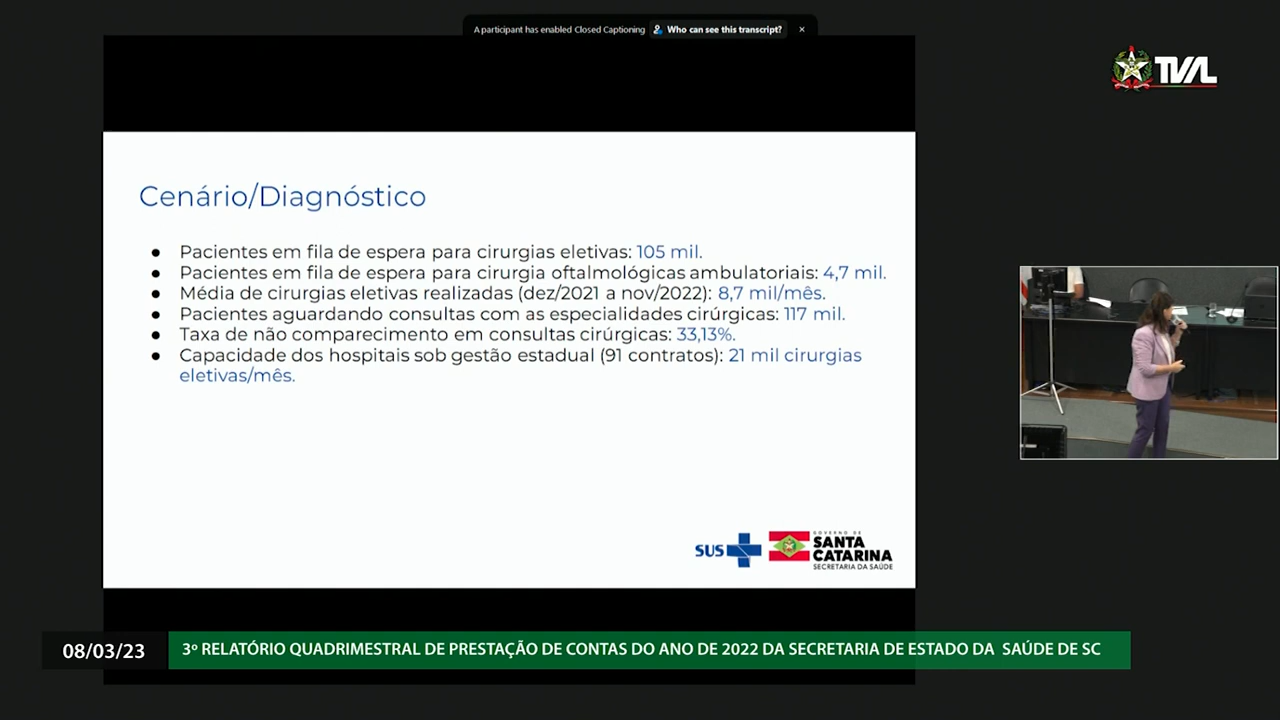 A participant has enabled Closed Captioning Who can see this transcript? ×
TVAL
Cenário/Diagnóstico
● Pacientes em fila de espera para cirurgias eletivas: 105 mil.
● Pacientes em fila de espera para cirurgia oftalmológicas ambulatoriais: 4,7 mil.
● Média de cirurgias eletivas realizadas (dez/2021 a nov/2022): 8,7 mil/mês.
● Pacientes aguardando consultas com as especialidades cirúrgicas: 117 mil.
● Taxa de não comparecimento em consultas cirúrgicas: 33,13%.
● Capacidade dos hospitais sob gestão estadual (91 contratos): 21 mil cirurgias
eletivas/mês.
SUS
GOVERNO DE
SANTA
CATARINA
SECRETARIA DA SAÚDE
08/03/23
3º RELATÓRIO QUADRIMESTRAL DE PRESTAÇÃO DE CONTAS DO ANO DE 2022 DA SECRETARIA DE ESTADO DA SAÚDE DE SC